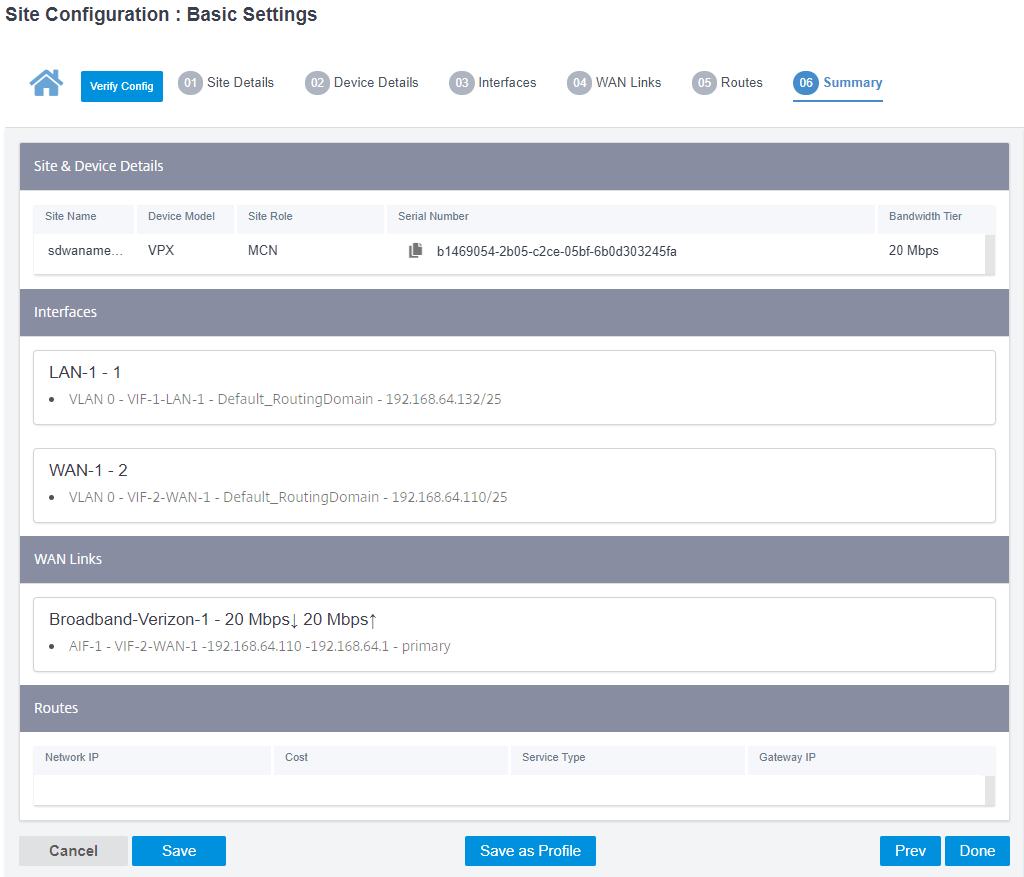 Site Configuration : Basic Settings
Verify Config
01 Site Details
02 Device Details
03 Interfaces
04 WAN Links
05 Routes
06 Summary
Site & Device Details
Site Name Device Model Site Role Serial Number Bandwidth Tier
sdwaname... VPX MCN b1469054-2b05-c2ce-05bf-6b0d303245fa 20 Mbps
Interfaces
LAN-1 - 1
• VLAN 0 - VIF-1-LAN-1 - Default_RoutingDomain - 192.168.64.132/25
WAN-1 - 2
• VLAN 0 - VIF-2-WAN-1 - Default_RoutingDomain - 192.168.64.110/25
WAN Links
Broadband-Verizon-1 - 20 Mbps↓ 20 Mbps↑
• AIF-1 - VIF-2-WAN-1 -192.168.64.110 -192.168.64.1 - primary
Routes
Network IP Cost Service Type Gateway IP
Cancel Save Save as Profile Prev Done